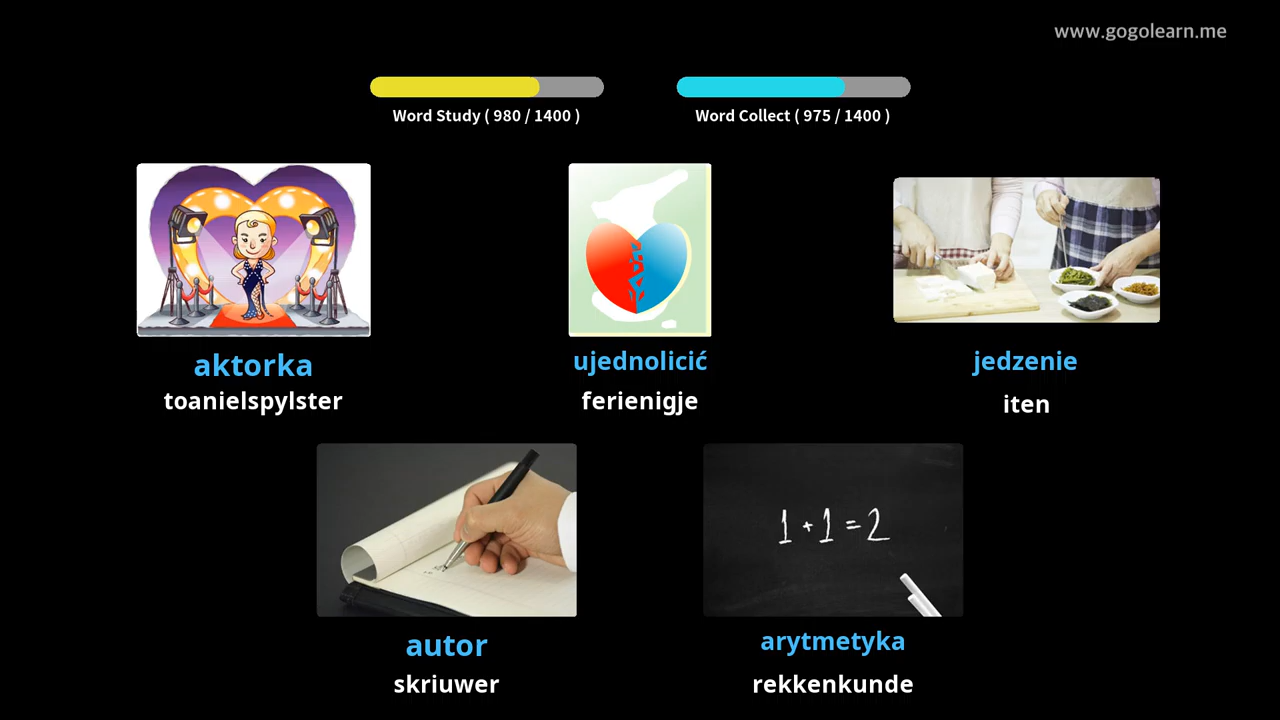 www.gogolearn.me
Word Study ( 980 / 1400 )
Word Collect ( 975 / 1400 )
aktorka
toanielspylster
ujednolicić
ferienigje
jedzenie
iten
autor
skriuwer
1 + 1 = 2
arytmetyka
rekkenkunde